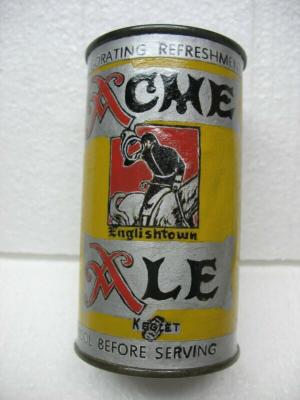 ORATING REFRESHMEN
ACME
Englishtown
ALE
KEGLET
OL BEFORE SERVING